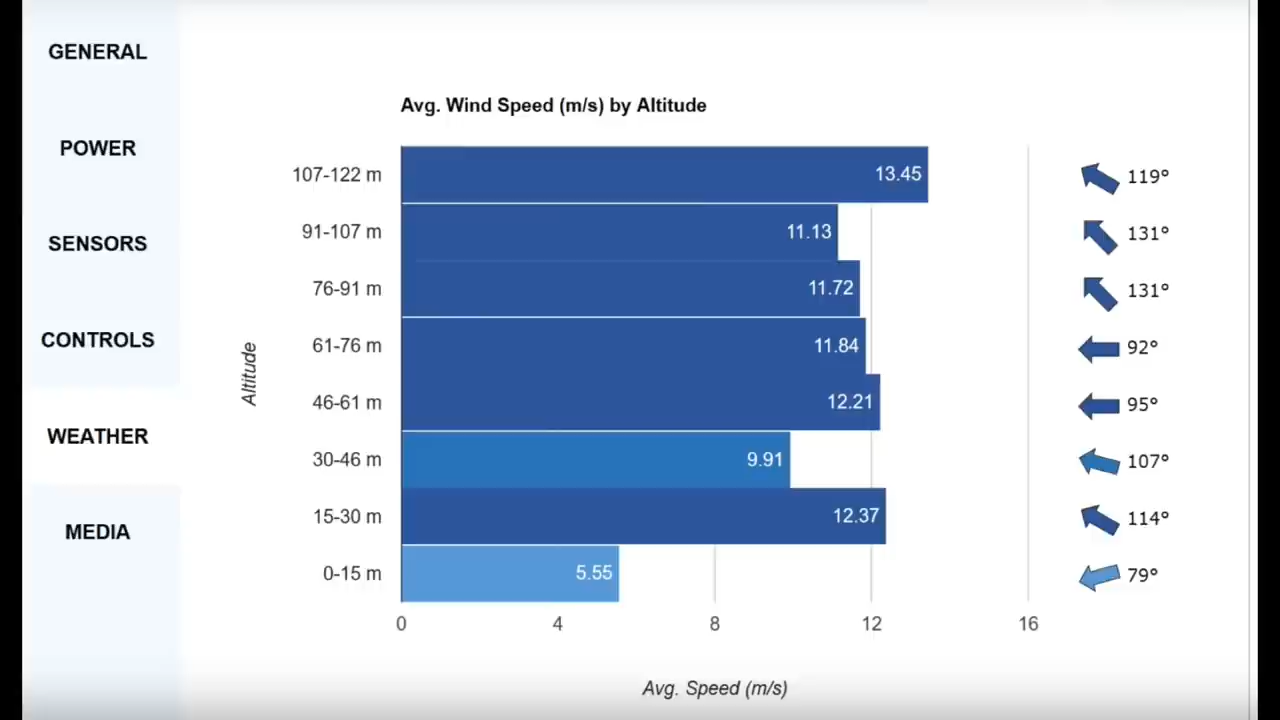 GENERAL
POWER
SENSORS
CONTROLS
WEATHER
MEDIA
Avg. Wind Speed (m/s) by Altitude
Altitude
107-122 m 13.45 119°
91-107 m 11.13 131°
76-91 m 11.72 131°
61-76 m 11.84 92°
46-61 m 12.21 95°
30-46 m 9.91 107°
15-30 m 12.37 114°
0-15 m 5.55 79°
0 4 8 12 16
Avg. Speed (m/s)